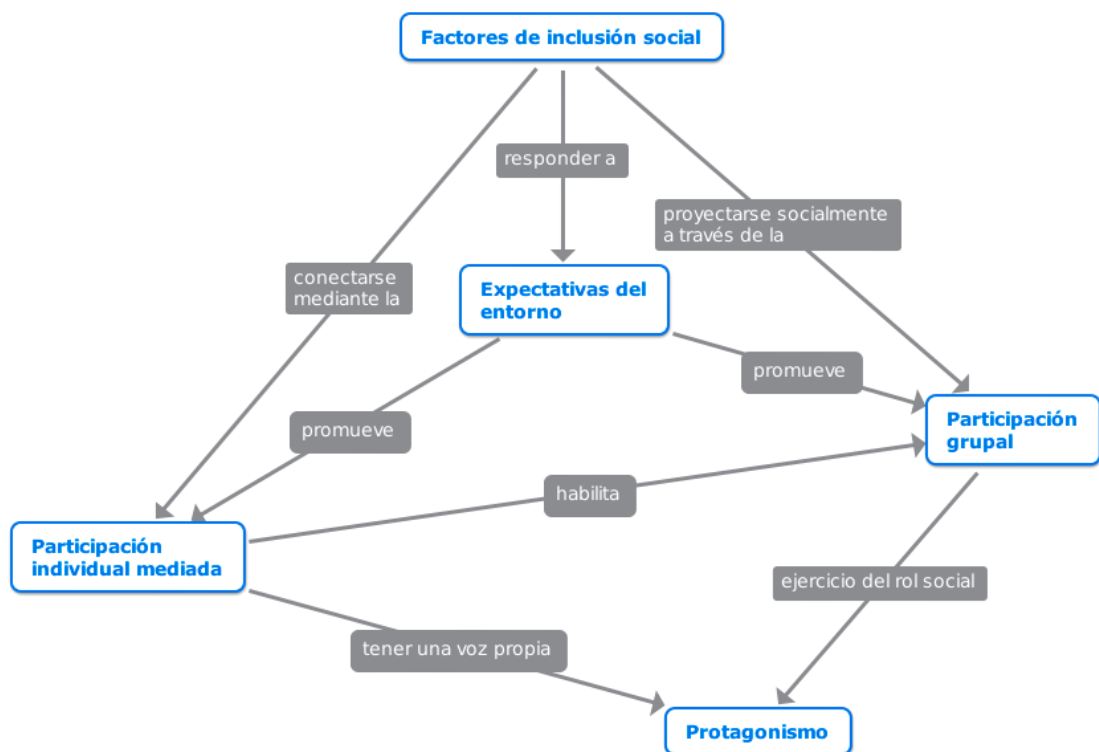 Factores de inclusión social
responder a
proyectarse socialmente
a través de la
conectarse
mediante la
Expectativas del
entorno
promueve
promueve
Participación
grupal
habilita
Participación
individual mediada
ejercicio del rol social
tener una voz propia
Protagonismo